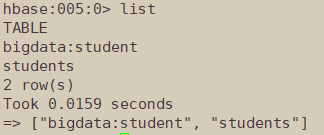 hbase:005:0> list
TABLE
bigdata:student
students
2 row(s)
Took 0.0159 seconds
=> ["bigdata:student", "students"]